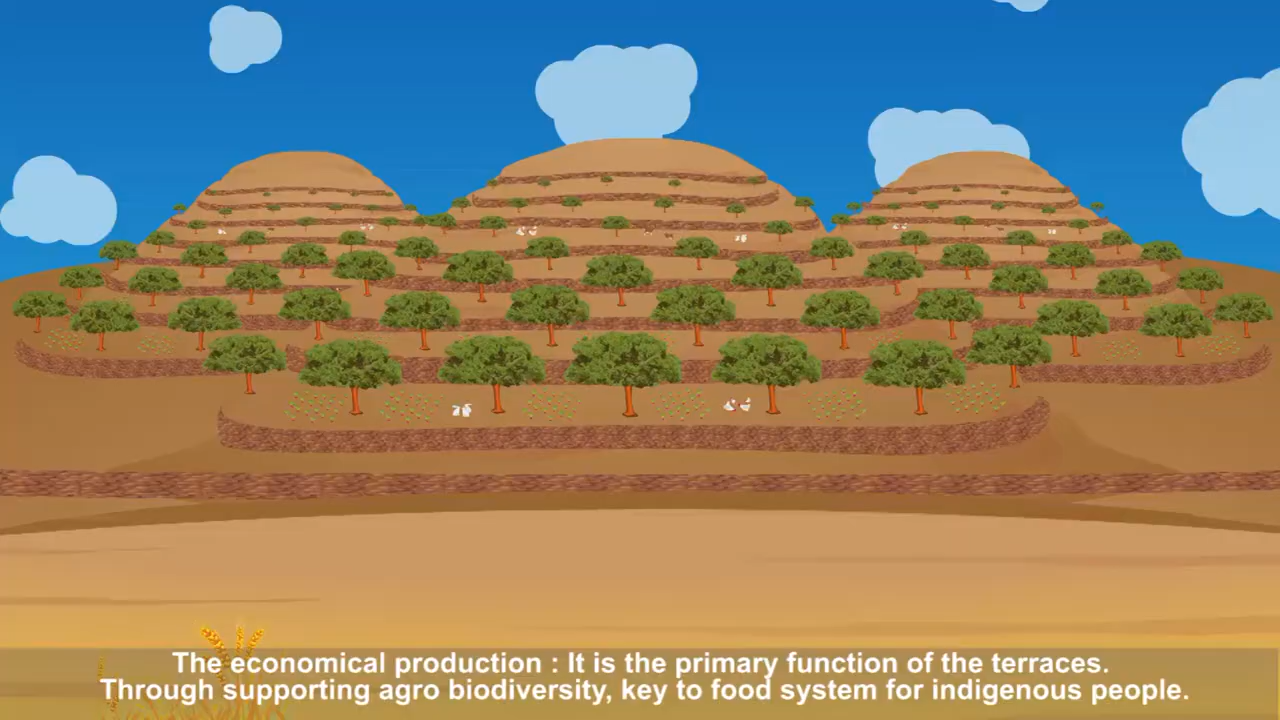 The economical production : It is the primary function of the terraces.
Through supporting agro biodiversity, key to food system for indigenous people.